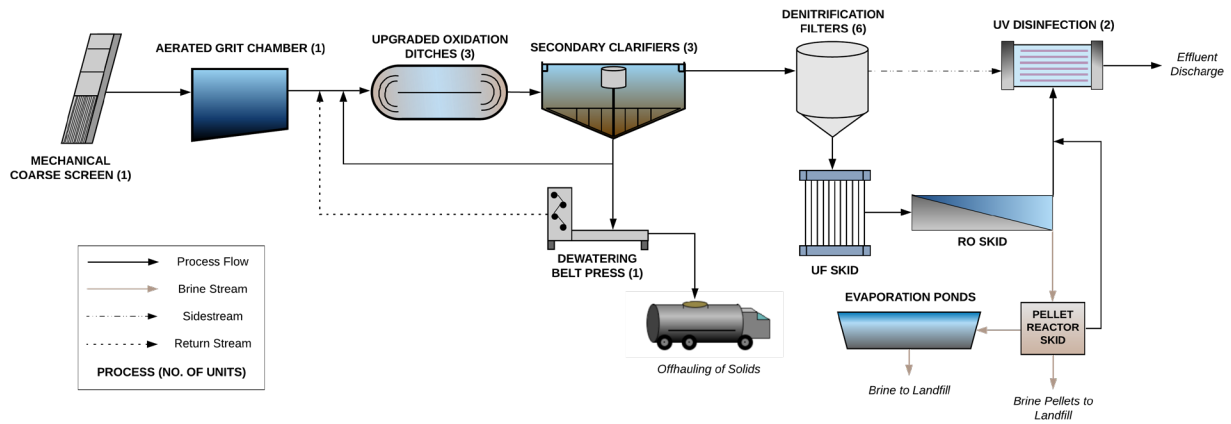 DENITRIFICATION
FILTERS (6)
UV DISINFECTION (2)
UPGRADED OXIDATION
DITCHES (3)
AERATED GRIT CHAMBER (1)
SECONDARY CLARIFIERS (3)
Effluent
Discharge
MECHANICAL
COARSE SCREEN (1)
RO SKID
UF SKID
DEWATERING
BELT PRESS (1)
Process Flow
Brine Stream
Sidestream
Return Stream
PROCESS (NO. OF UNITS)
EVAPORATION PONDS
PELLET
REACTOR
SKID
Offhauling of Solids
Brine to Landfill
Brine Pellets to
Landfill